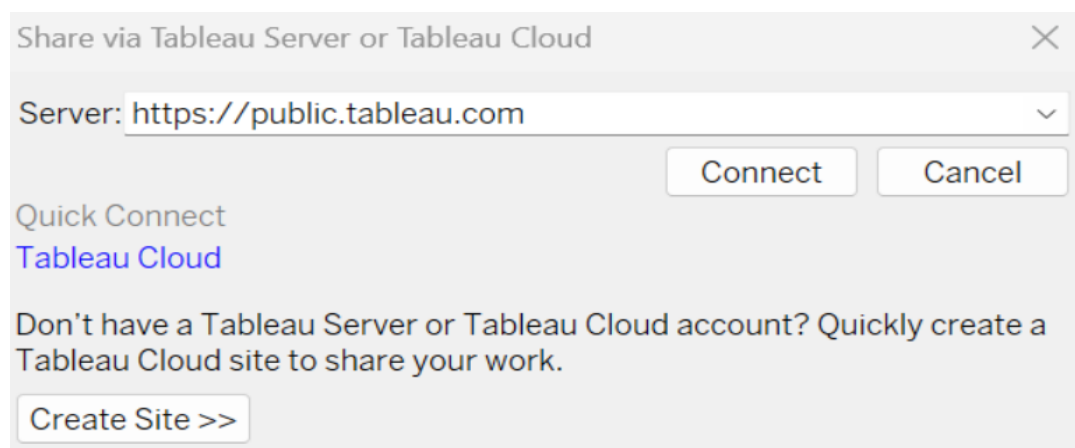 Share via Tableau Server or Tableau Cloud
Server: https://public.tableau.com
Connect Cancel
Quick Connect
Tableau Cloud
Don’t have a Tableau Server or Tableau Cloud account? Quickly create a
Tableau Cloud site to share your work.
Create Site >>